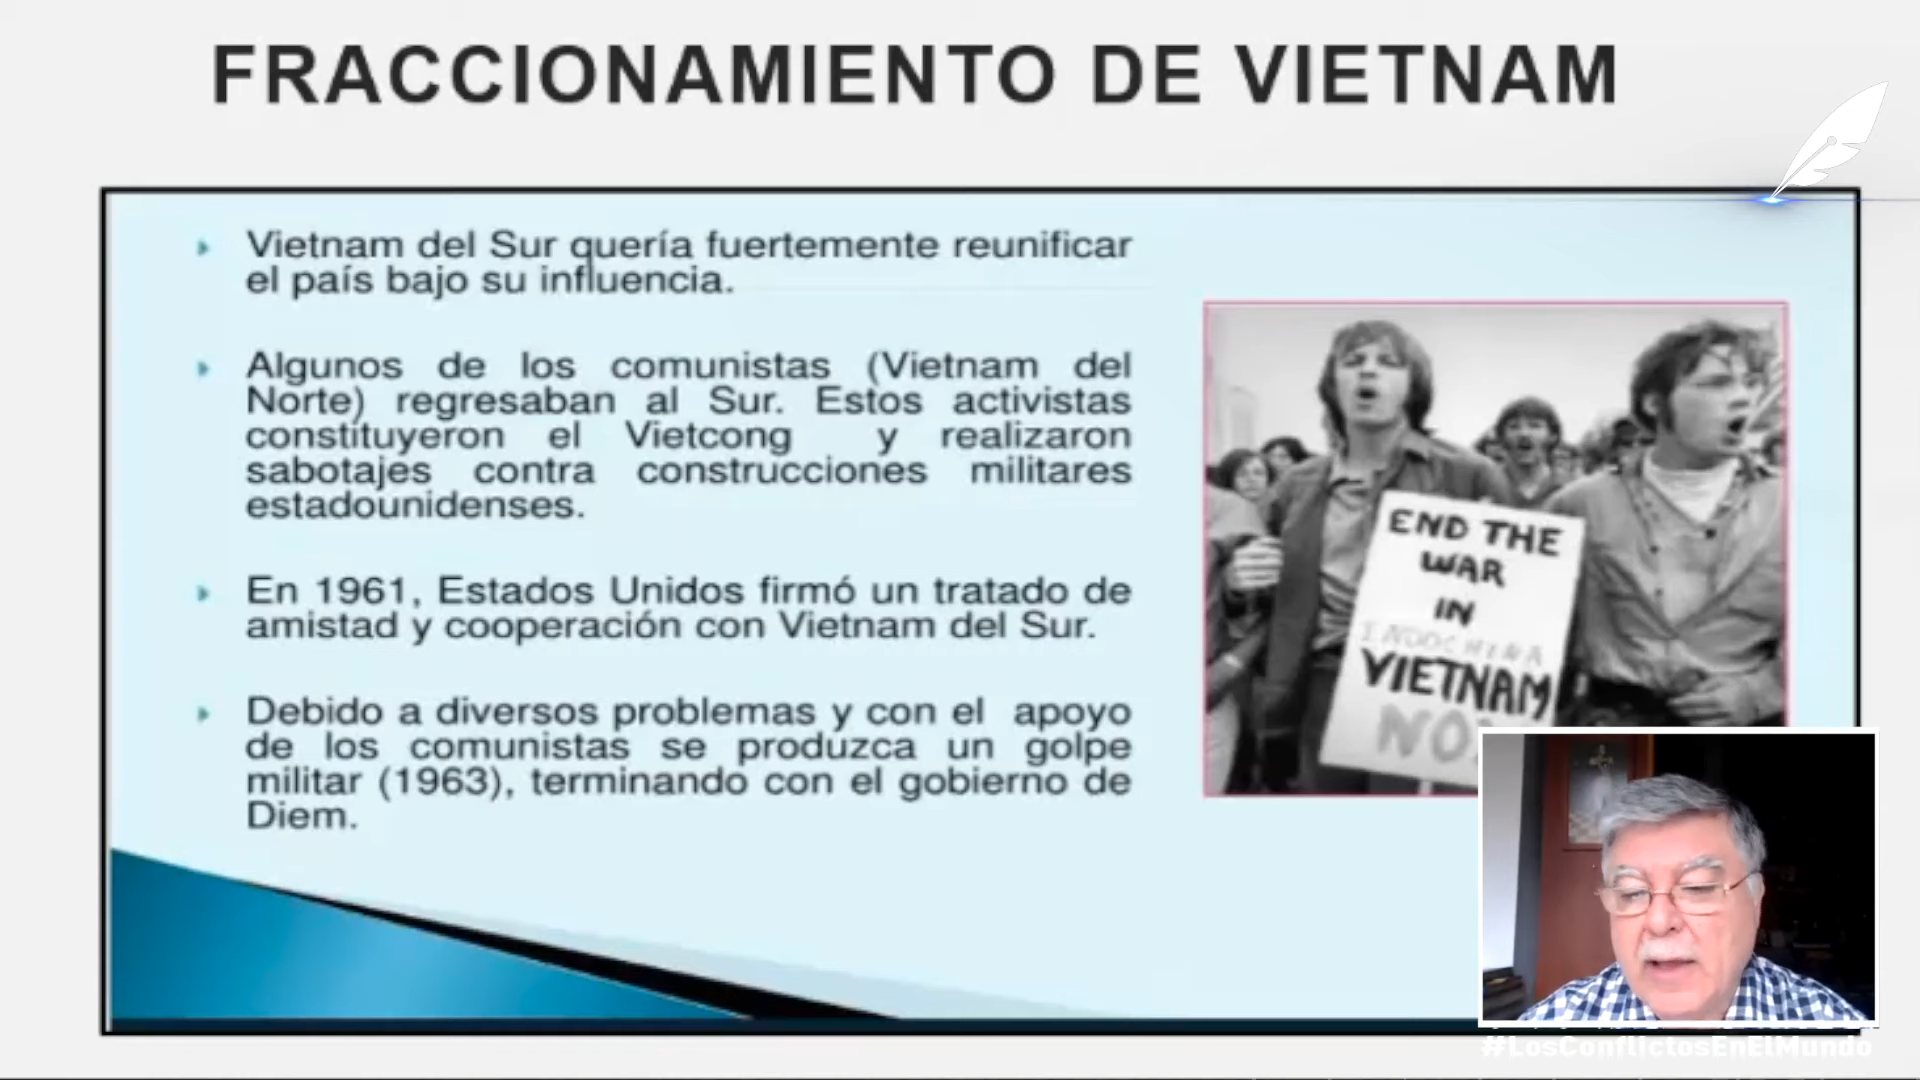 FRACCIONAMIENTO DE VIETNAM
Vietnam del Sur quería fuertemente reunificar
el país bajo su influencia.
Algunos de los comunistas (Vietnam del
Norte) regresaban al Sur. Estos activistas
constituyeron el Vietcong y realizaron
sabotajes contra construcciones militares
estadounidenses.
En 1961, Estados Unidos firmó un tratado de
amistad y cooperación con Vietnam del Sur.
Debido a diversos problemas y con el apoyo
de los comunistas se produzca un golpe
militar (1963), terminando con el gobierno de
Diem.
END THE
WAR
IN
INDOCHINA
VIETNAM
#LosConflictosEnElMundo